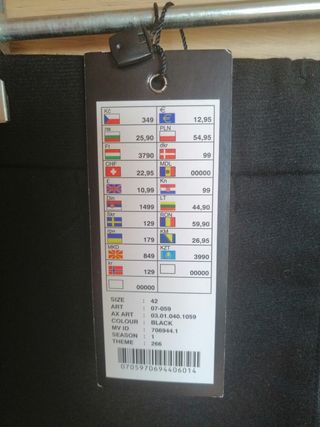 Kč 349 € 12,95
лв 25,90 PLN 54,95
Ft 3790 dkr 99
CHF 22,95 MDL 00000
£ 10,99 Kn 99
Din 1499 LT 44,90
Skr 129 RON 59,90
грн 179 KM 26,95
MKD 849 KZT 3990
kr 129 00000
00000
SIZE : 42
ART : 07-059
AX ART : 03.01.040.1059
COLOUR : BLACK
MV ID : 706944.1
SEASON : 1
THEME : 266
0705970694406014